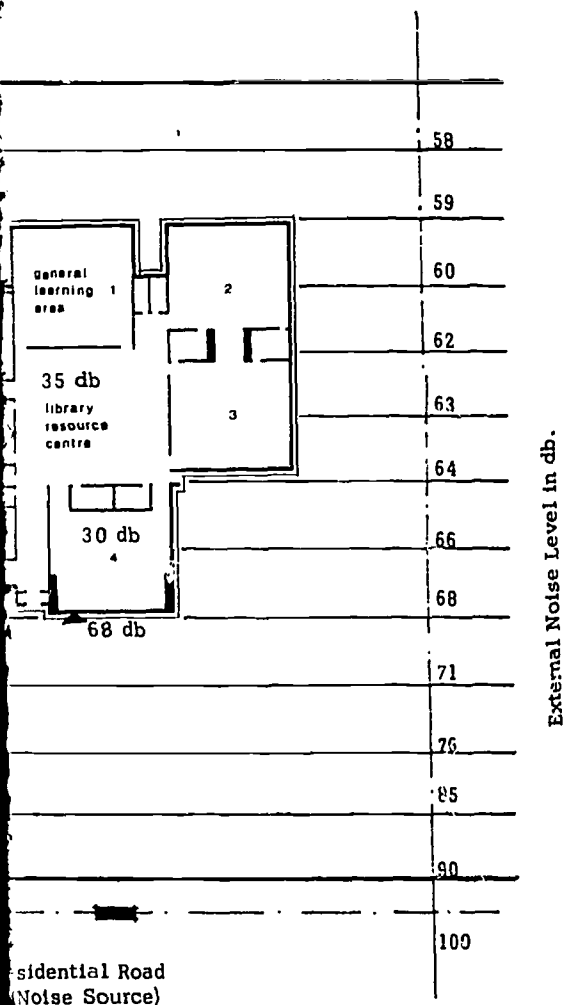 58
59
general
learning 1
area
2
60
62
35 db
library
resource
centre
3
63
64
30 db
4
66
68
68 db
71
85
90
100
External Noise Level in db.
sidential Road
(Noise Source)